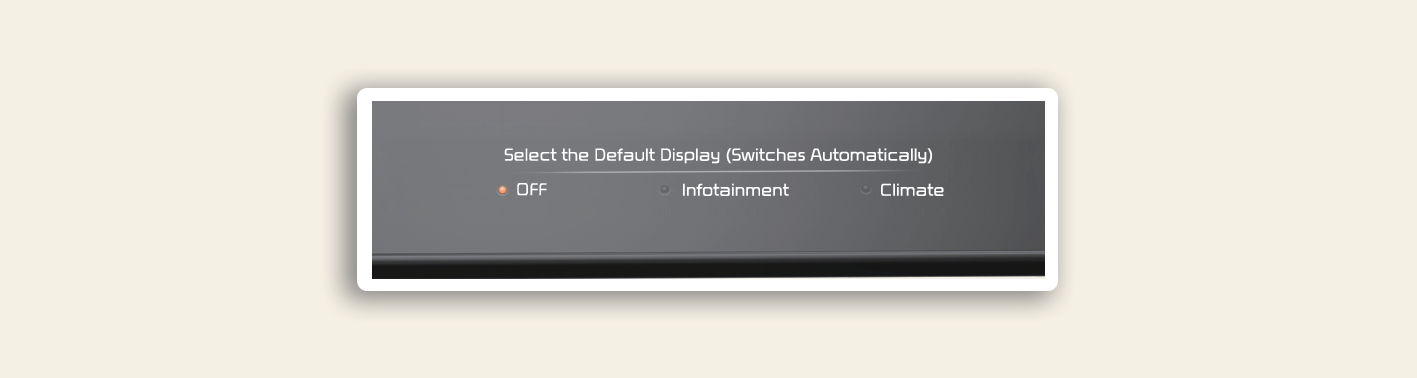 Select the Default Display (Switches Automatically)
OFF Infotainment Climate